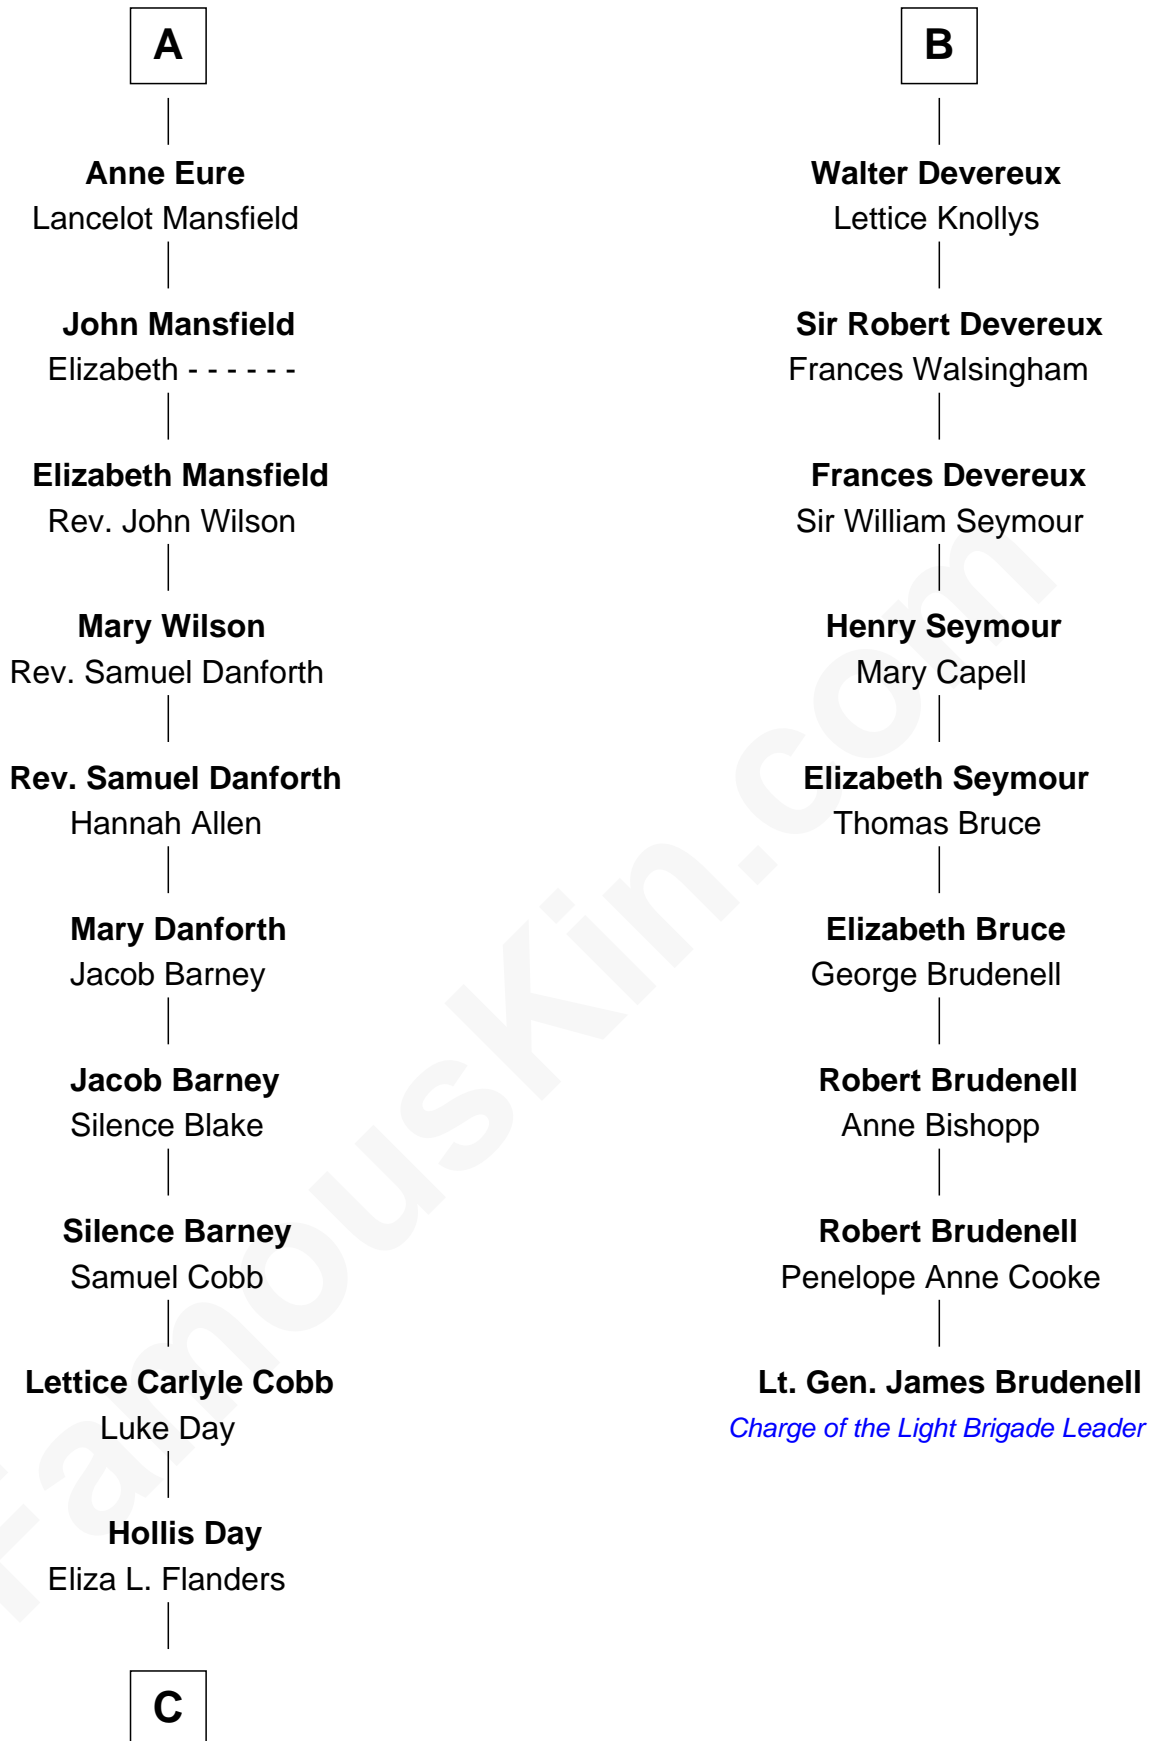 A
Anne Eure
Lancelot Mansfield
John Mansfield
Elizabeth - - - - - -
Elizabeth Mansfield
Rev. John Wilson
Mary Wilson
Rev. Samuel Danforth
Rev. Samuel Danforth
Hannah Allen
Mary Danforth
Jacob Barney
Jacob Barney
Silence Blake
Silence Barney
Samuel Cobb
Lettice Carlyle Cobb
Luke Day
Hollis Day
Eliza L. Flanders
C
B
Walter Devereux
Lettice Knollys
Sir Robert Devereux
Frances Walsingham
Frances Devereux
Sir William Seymour
Henry Seymour
Mary Capell
Elizabeth Seymour
Thomas Bruce
Elizabeth Bruce
George Brudenell
Robert Brudenell
Anne Bishopp
Robert Brudenell
Penelope Anne Cooke
Lt. Gen. James Brudenell
Charge of the Light Brigade Leader
FamousKin.com